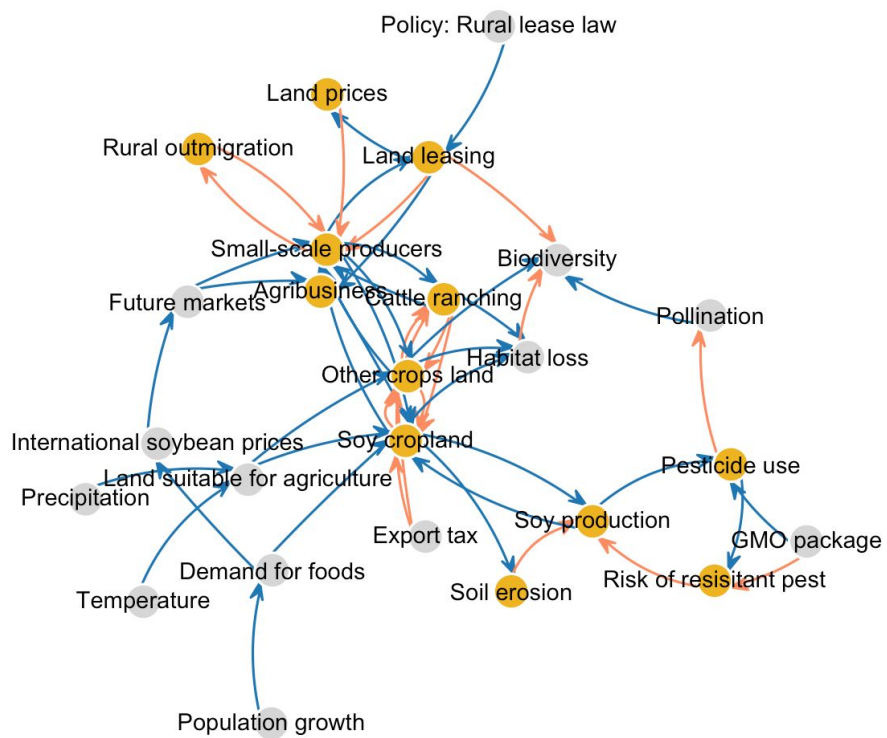 Policy: Rural lease law
Land prices
Rural outmigration
Land leasing
Small-scale producers
Biodiversity
Agribusiness
Cattle ranching
Future markets
Pollination
Habitat loss
Other crops land
International soybean prices
Soy cropland
Pesticide use
Land suitable for agriculture
Precipitation
Soy production
Export tax
GMO package
Demand for foods
Risk of resisitant pest
Soil erosion
Temperature
Population growth